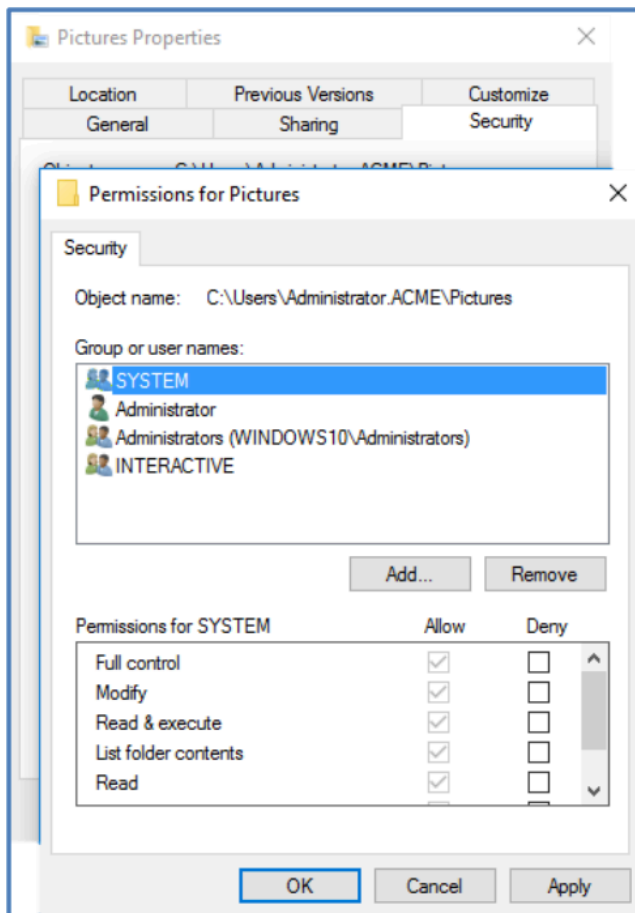 Pictures Properties
Location Previous Versions Customize
General Sharing Security
Permissions for Pictures
Security
Object name: C:\Users\Administrator.ACME\Pictures
Group or user names:
SYSTEM
Administrator
Administrators (WINDOWS10\Administrators)
INTERACTIVE
Add... Remove
Permissions for SYSTEM Allow Deny
Full control
Modify
Read & execute
List folder contents
Read
OK Cancel Apply